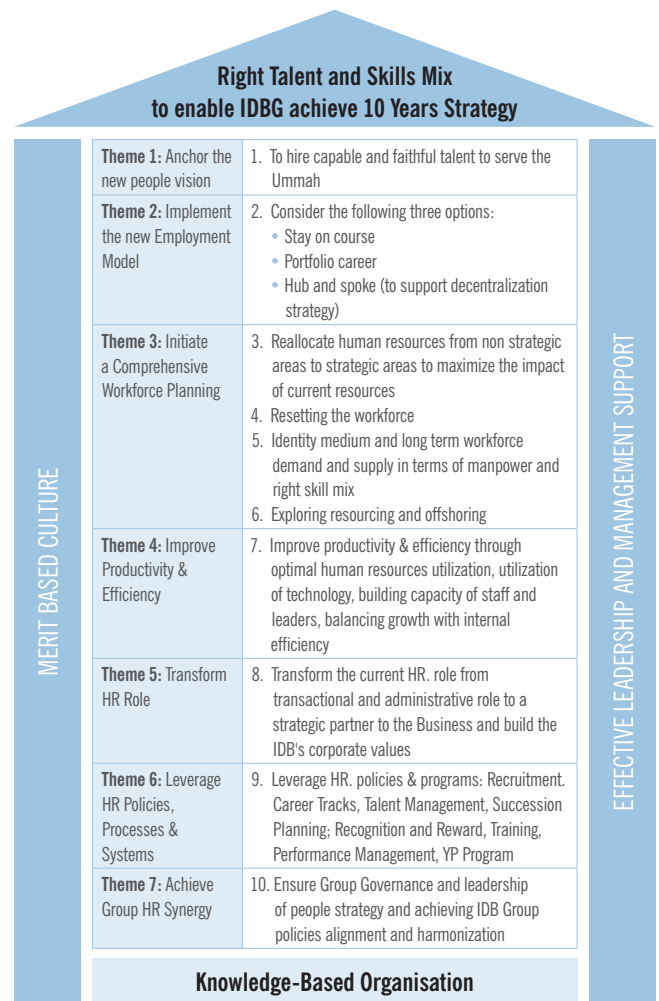 Right Talent and Skills Mix
to enable IDBG achieve 10 Years Strategy
MERIT BASED CULTURE
Theme 1: Anchor the
new people vision
1. To hire capable and faithful talent to serve the
Ummah
Theme 2: Implement
the new Employment
Model
2. Consider the following three options:
• Stay on course
• Portfolio career
• Hub and spoke (to support decentralization
strategy)
Theme 3: Initiate
a Comprehensive
Workforce Planning
3. Reallocate human resources from non strategic
areas to strategic areas to maximize the impact
of current resources
4. Resetting the workforce
5. Identity medium and long term workforce
demand and supply in terms of manpower and
right skill mix
6. Exploring resourcing and offshoring
Theme 4: Improve
Productivity &
Efficiency
7. Improve productivity & efficiency through
optimal human resources utilization, utilization
of technology, building capacity of staff and
leaders, balancing growth with internal
efficiency
Theme 5: Transform
HR Role
8. Transform the current HR. role from
transactional and administrative role to a
strategic partner to the Business and build the
IDB's corporate values
Theme 6: Leverage
HR Policies,
Processes &
Systems
9. Leverage HR. policies & programs: Recruitment.
Career Tracks, Talent Management, Succession
Planning; Recognition and Reward, Training,
Performance Management, YP Program
Theme 7: Achieve
Group HR Synergy
10. Ensure Group Governance and leadership
of people strategy and achieving IDB Group
policies alignment and harmonization
EFFECTIVE LEADERSHIP AND MANAGEMENT SUPPORT
Knowledge-Based Organisation